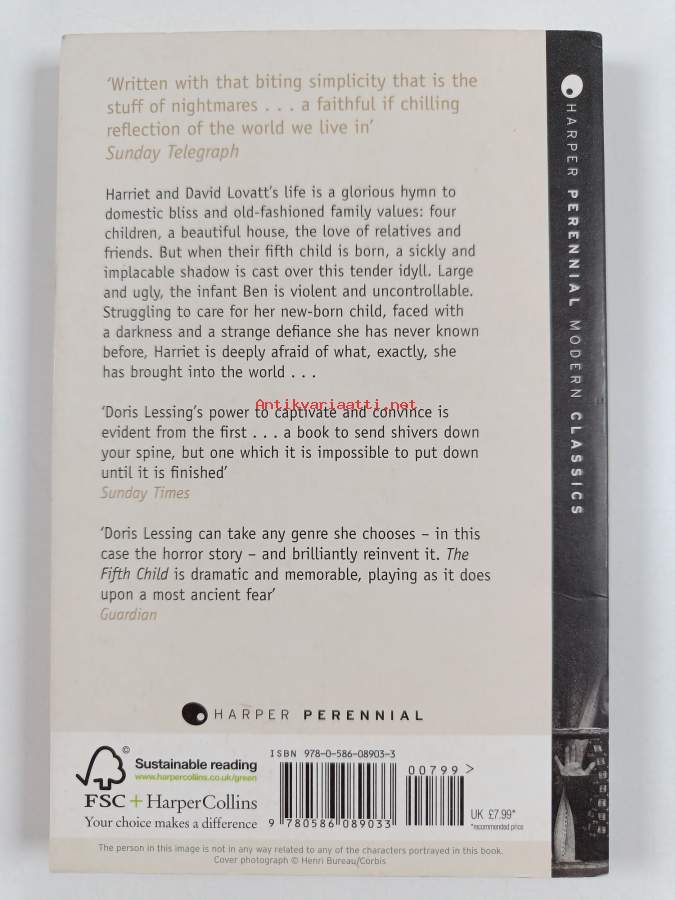 ‘Written with that biting simplicity that is the
stuff of nightmares . . . a faithful if chilling
reflection of the world we live in’
Sunday Telegraph
Harriet and David Lovatt’s life is a glorious hymn to
domestic bliss and old-fashioned family values: four
children, a beautiful house, the love of relatives and
friends. But when their fifth child is born, a sickly and
implacable shadow is cast over this tender idyll. Large
and ugly, the infant Ben is violent and uncontrollable.
Struggling to care for her new-born child, faced with
a darkness and a strange defiance she has never known
before, Harriet is deeply afraid of what, exactly, she
has brought into the world . . .
Antikvariaatti.net
‘Doris Lessing’s power to captivate and convince is
evident from the first . . . a book to send shivers down
your spine, but one which it is impossible to put down
until it is finished’
Sunday Times
‘Doris Lessing can take any genre she chooses – in this
case the horror story – and brilliantly reinvent it. The
Fifth Child is dramatic and memorable, playing as it does
upon a most ancient fear’
Guardian
HARPER PERENNIAL
©
Sustainable reading
www.harpercollins.co.uk/green
FSC + HarperCollins
Your choice makes a difference
ISBN 978-0-586-08903-3
9 780586 089033
00799 >
UK £7.99*
*recommended price
The person in this image is not in any way related to any of the characters portrayed in this book.
Cover photograph © Henri Bureau/Corbis
HARPER PERENNIAL MODERN CLASSICS